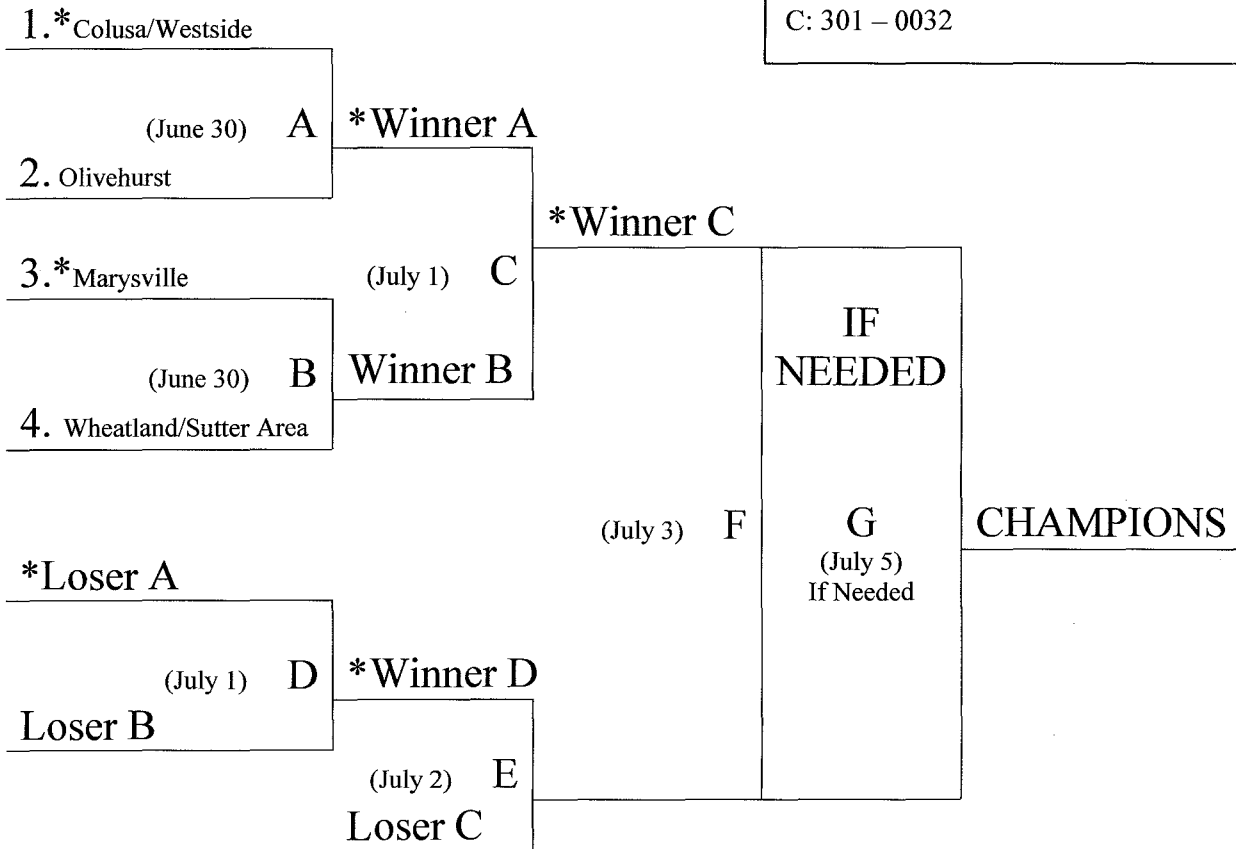 1.*Colusa/Westside
C: 301 – 0032
(June 30) A
*Winner A
2. Olivehurst
*Winner C
3.*Marysville
(July 1) C
IF
NEEDED
(June 30) B
Winner B
4. Wheatland/Sutter Area
(July 3) F
G
(July 5)
If Needed
CHAMPIONS
*Loser A
(July 1) D
*Winner D
Loser B
(July 2) E
Loser C